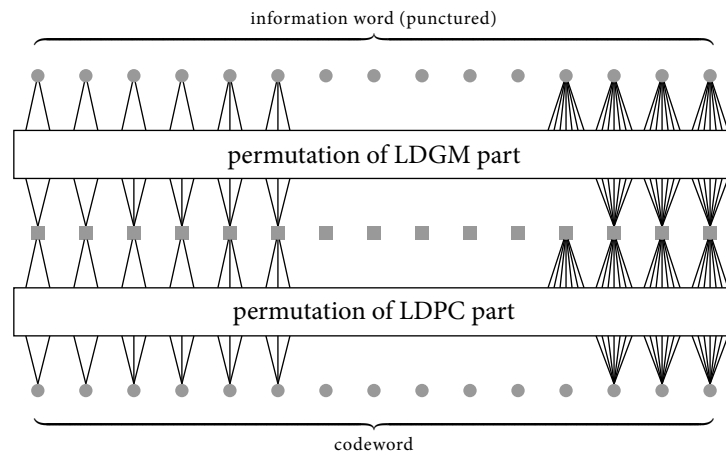 information word (punctured)
permutation of LDGM part
permutation of LDPC part
codeword